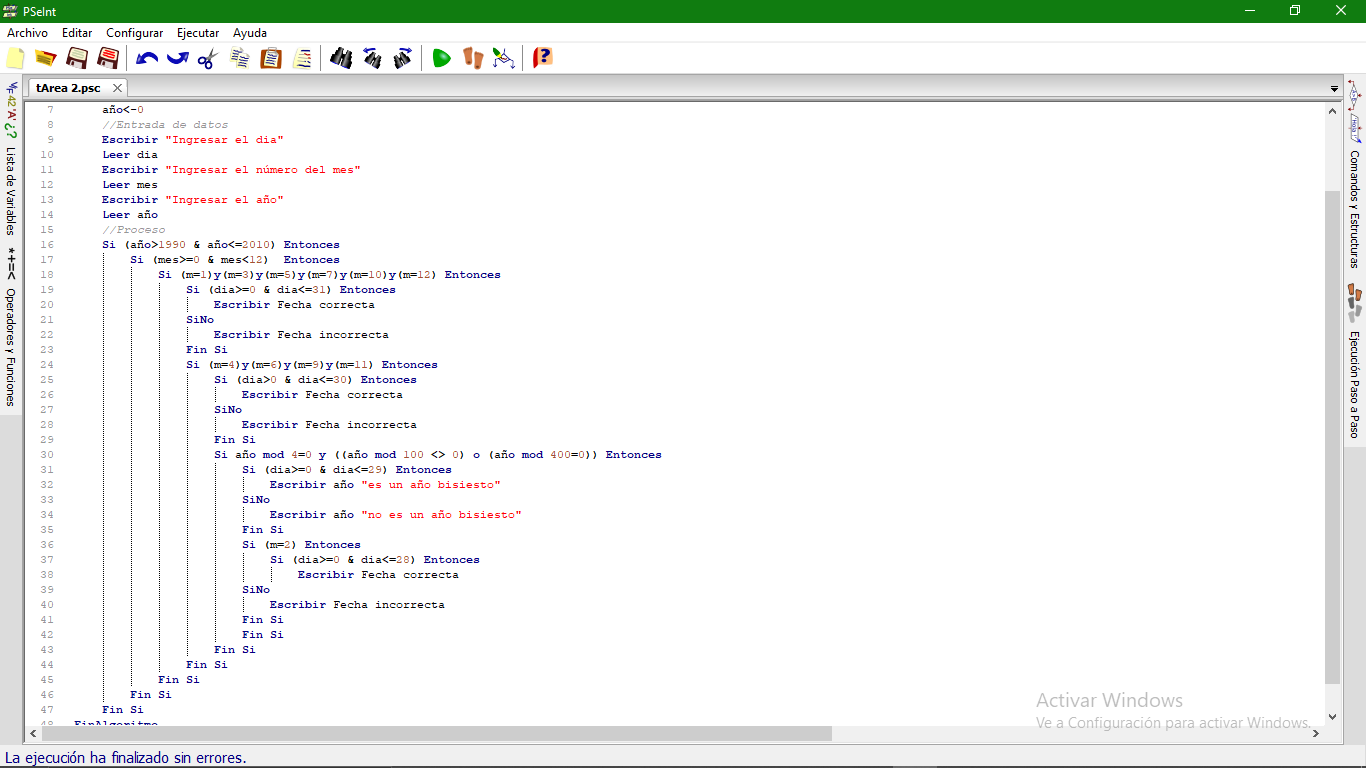 PSeInt
Archivo Editar Configurar Ejecutar Ayuda
tArea 2.psc
*+=< Operadores y Funciones
42 'A' ¿? Lista de Variables
7 año<-0
8 //Entrada de datos
9 Escribir "Ingresar el dia"
10 Leer dia
11 Escribir "Ingresar el número del mes"
12 Leer mes
13 Escribir "Ingresar el año"
14 Leer año
15 //Proceso
16 Si (año>1990 & año<=2010) Entonces
17 Si (mes>=0 & mes<12) Entonces
18 Si (m=1)y(m=3)y(m=5)y(m=7)y(m=10)y(m=12) Entonces
19 Si (dia>=0 & dia<=31) Entonces
20 Escribir Fecha correcta
21 SiNo
22 Escribir Fecha incorrecta
23 Fin Si
24 Si (m=4)y(m=6)y(m=9)y(m=11) Entonces
25 Si (dia>0 & dia<=30) Entonces
26 Escribir Fecha correcta
27 SiNo
28 Escribir Fecha incorrecta
29 Fin Si
30 Si año mod 4=0 y ((año mod 100 <> 0) o (año mod 400=0)) Entonces
31 Si (dia>=0 & dia<=29) Entonces
32 Escribir año "es un año bisiesto"
33 SiNo
34 Escribir año "no es un año bisiesto"
35 Fin Si
36 Si (m=2) Entonces
37 Si (dia>=0 & dia<=28) Entonces
38 Escribir Fecha correcta
39 SiNo
40 Escribir Fecha incorrecta
41 Fin Si
42 Fin Si
43 Fin Si
44 Fin Si
45 Fin Si
46 Fin Si
47 Fin Si
48 FinAlgoritmo
Comandos y Estructuras
Ejecución Paso a Paso
Activar Windows
Ve a Configuración para activar Windows.
La ejecución ha finalizado sin errores.